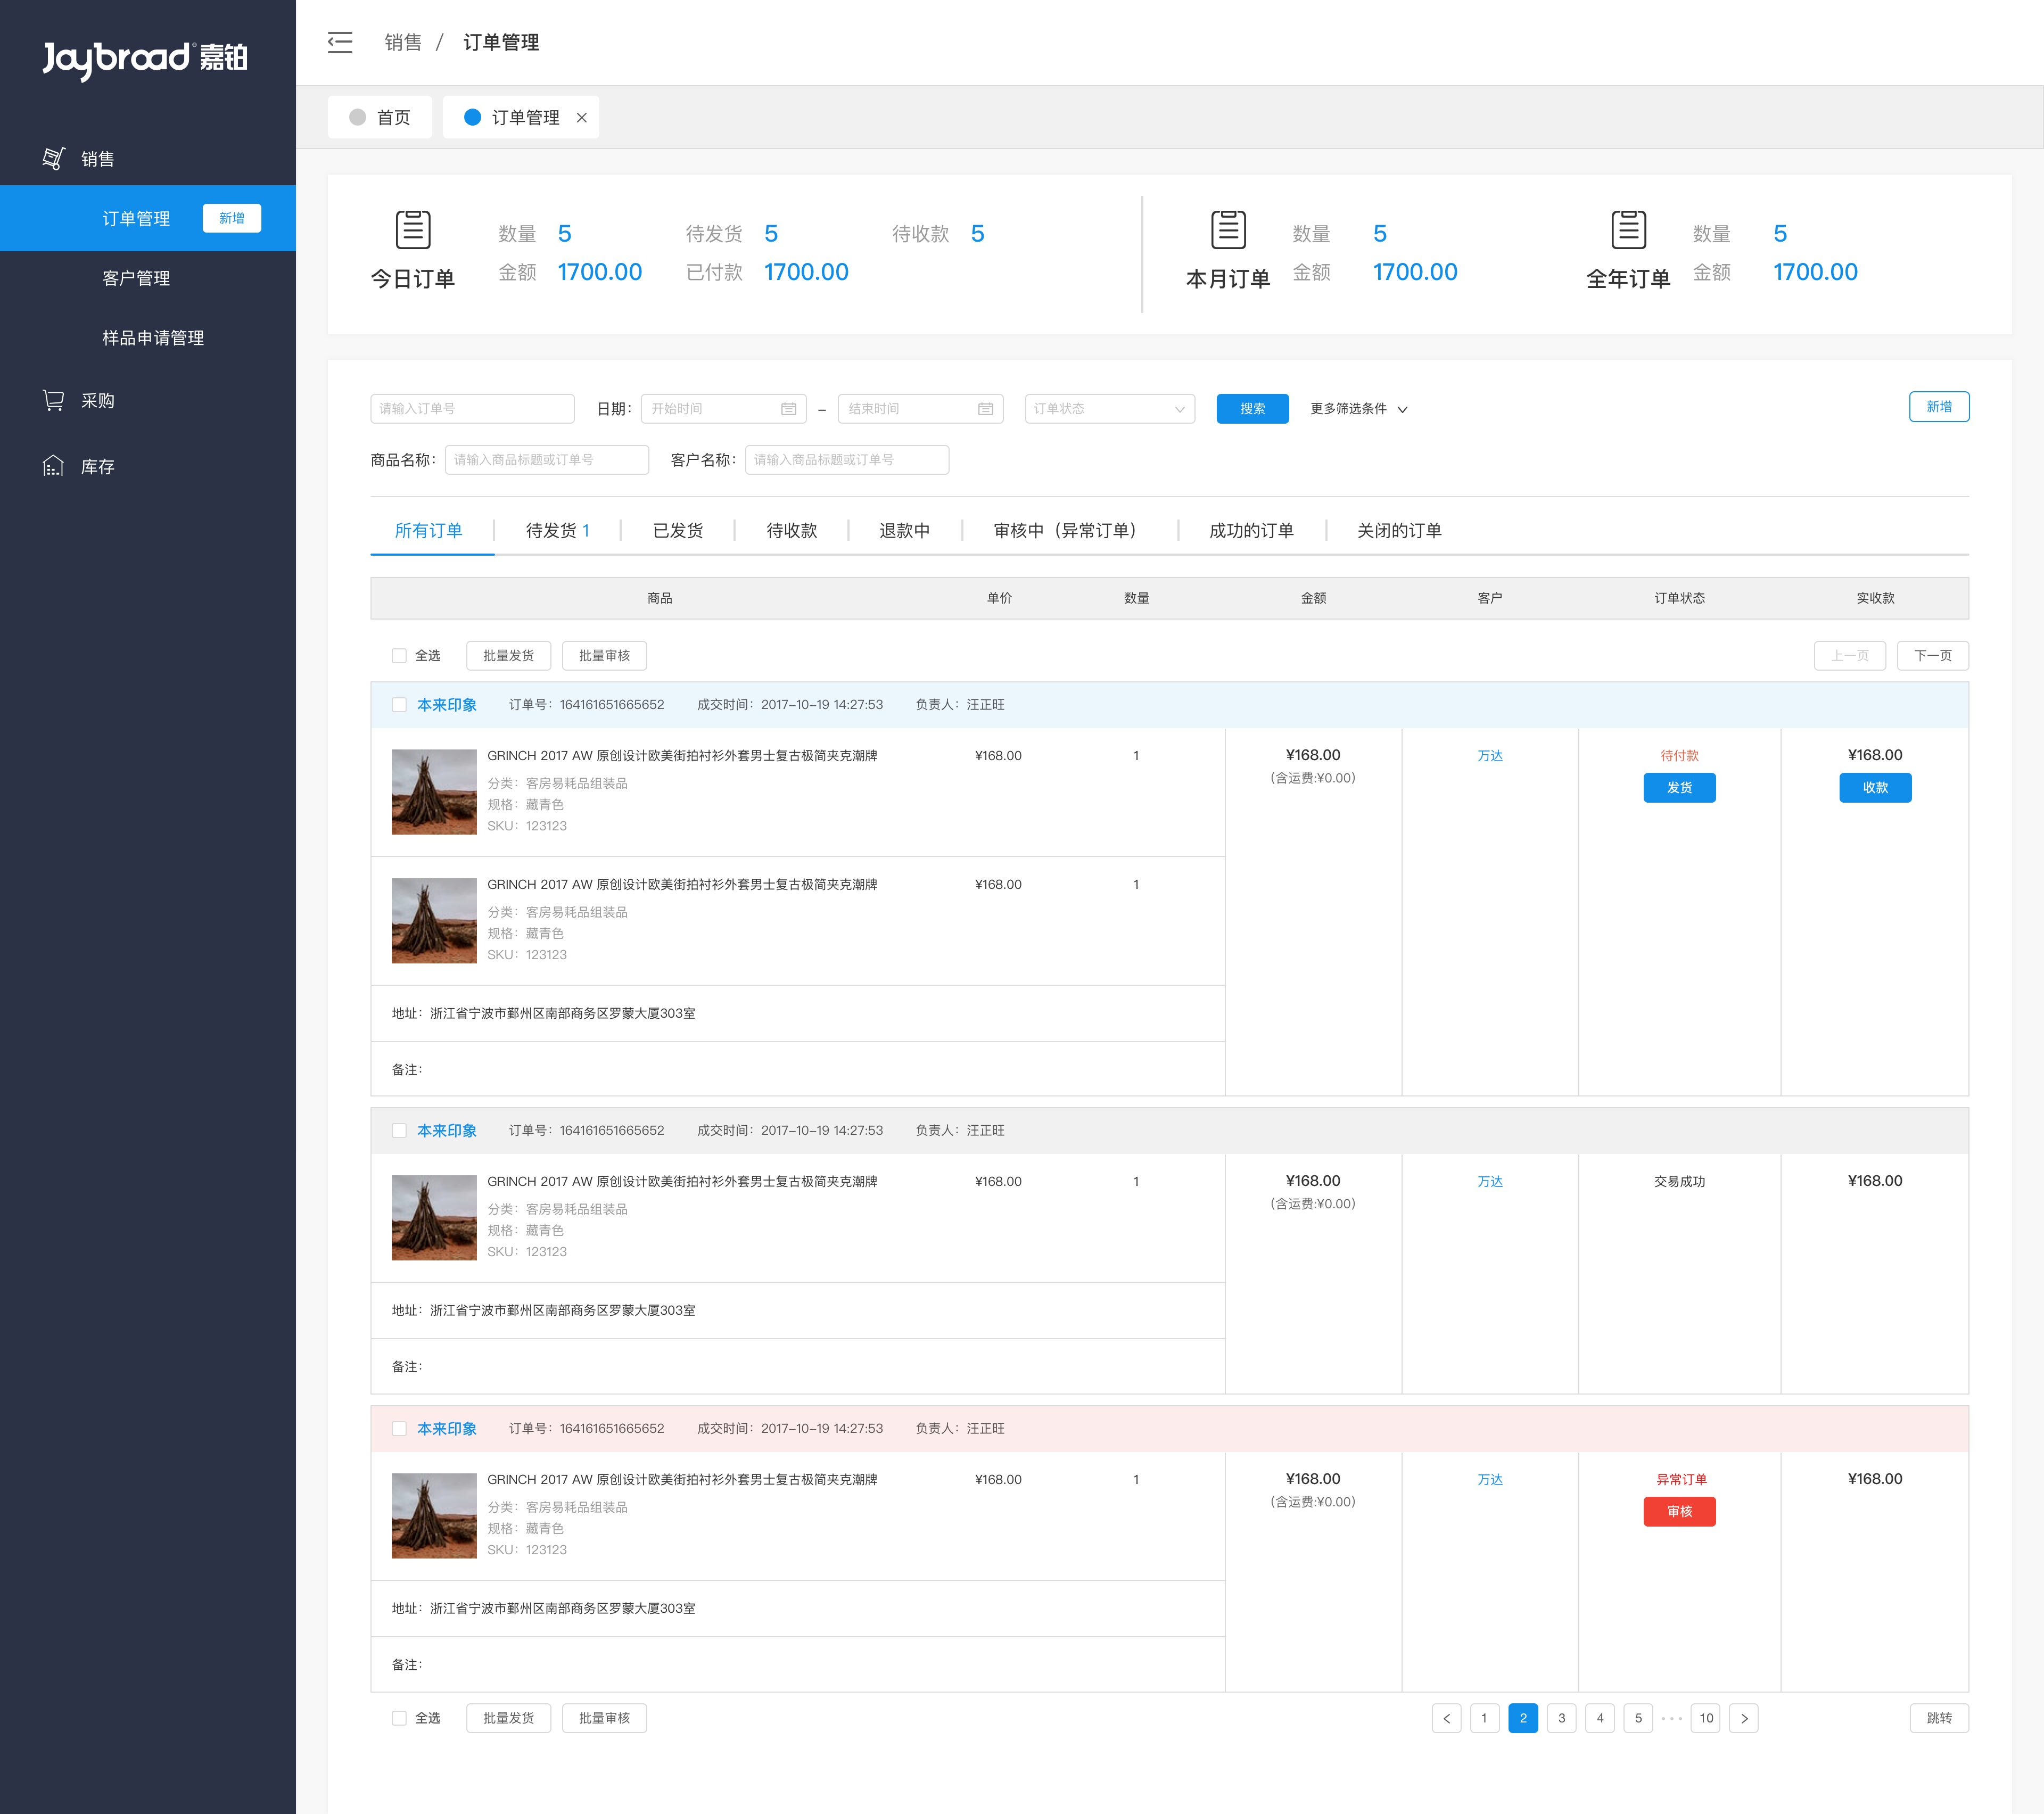 Jaybroad®嘉铂
销售
订单管理 新增
客户管理
样品申请管理
采购
库存
销售 / 订单管理
首页 订单管理 ×
今日订单
数量 5 待发货 5 待收款 5
金额 1700.00 已付款 1700.00
本月订单
数量 5
金额 1700.00
全年订单
数量 5
金额 1700.00
请输入订单号 日期: 开始时间 – 结束时间 订单状态 搜索 更多筛选条件 新增
商品名称: 请输入商品标题或订单号 客户名称: 请输入商品标题或订单号
所有订单 待发货 1 已发货 待收款 退款中 审核中（异常订单） 成功的订单 关闭的订单
商品 单价 数量 金额 客户 订单状态 实收款
全选 批量发货 批量审核 上一页 下一页
本来印象 订单号: 164161651665652 成交时间: 2017-10-19 14:27:53 负责人: 汪正旺
GRINCH 2017 AW 原创设计欧美街拍衬衫外套男士复古极简夹克潮牌 ¥168.00 1 ¥168.00 万达 待付款 ¥168.00
(含运费:¥0.00) 发货 收款
分类: 客房易耗品组装品
规格: 藏青色
SKU: 123123
GRINCH 2017 AW 原创设计欧美街拍衬衫外套男士复古极简夹克潮牌 ¥168.00 1
分类: 客房易耗品组装品
规格: 藏青色
SKU: 123123
地址: 浙江省宁波市鄞州区南部商务区罗蒙大厦303室
备注:
本来印象 订单号: 164161651665652 成交时间: 2017-10-19 14:27:53 负责人: 汪正旺
GRINCH 2017 AW 原创设计欧美街拍衬衫外套男士复古极简夹克潮牌 ¥168.00 1 ¥168.00 万达 交易成功 ¥168.00
(含运费:¥0.00)
分类: 客房易耗品组装品
规格: 藏青色
SKU: 123123
地址: 浙江省宁波市鄞州区南部商务区罗蒙大厦303室
备注:
本来印象 订单号: 164161651665652 成交时间: 2017-10-19 14:27:53 负责人: 汪正旺
GRINCH 2017 AW 原创设计欧美街拍衬衫外套男士复古极简夹克潮牌 ¥168.00 1 ¥168.00 万达 异常订单 ¥168.00
(含运费:¥0.00) 审核
分类: 客房易耗品组装品
规格: 藏青色
SKU: 123123
地址: 浙江省宁波市鄞州区南部商务区罗蒙大厦303室
备注:
全选 批量发货 批量审核 < 1 2 3 4 5 ··· 10 > 跳转